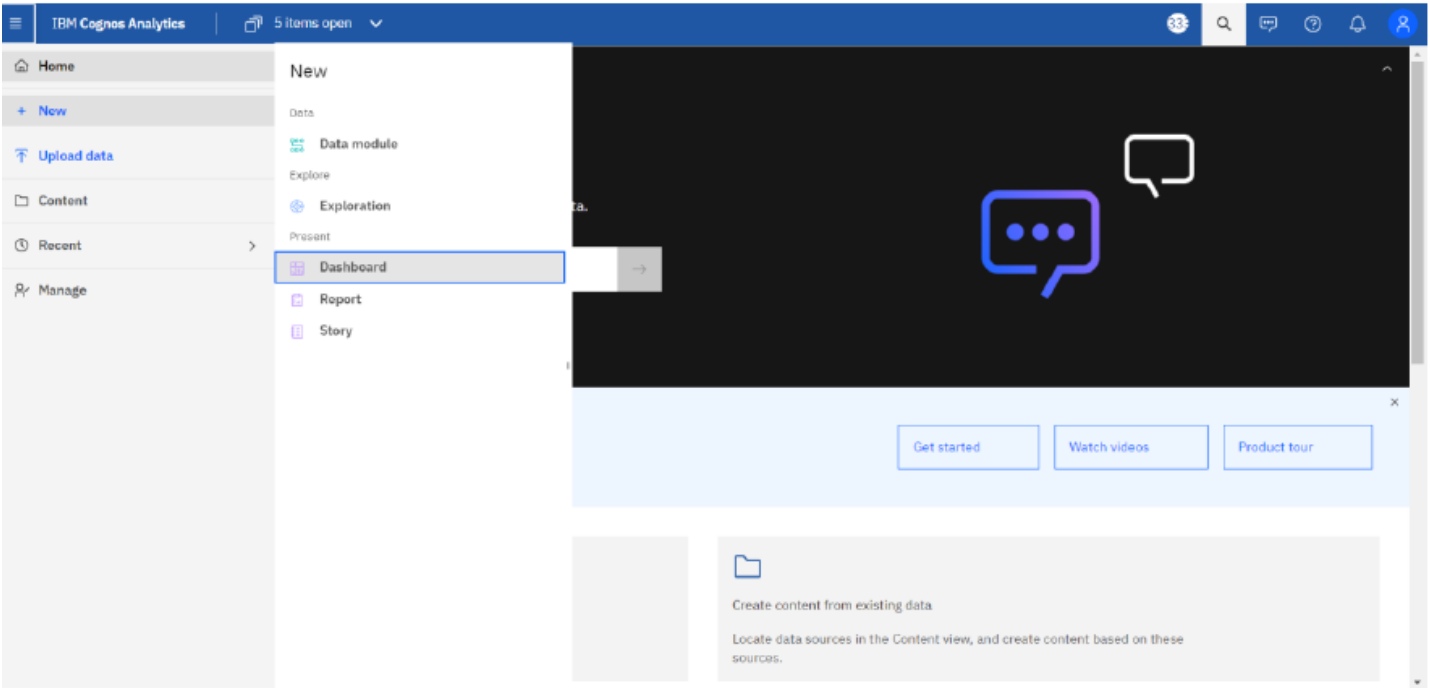 IBM Cognos Analytics
5 items open
Home
New
Upload data
Content
Recent
Manage
New
Data
Data module
Explore
Exploration
Present
Dashboard
Report
Story
ta.
Get started
Watch videos
Product tour
Create content from existing data
Locate data sources in the Content view, and create content based on these
sources.